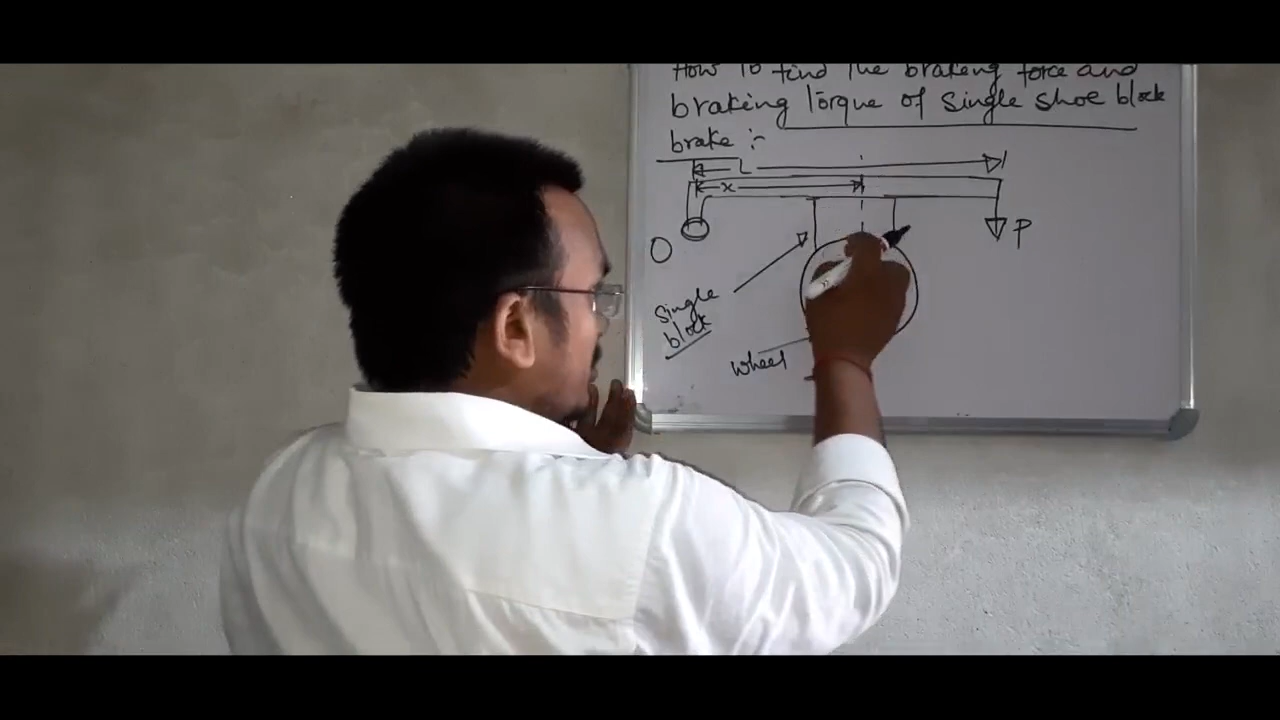 How to find the braking force and
braking Torque of single shoe block
brake :-
L
x
P
O
single
block
wheel